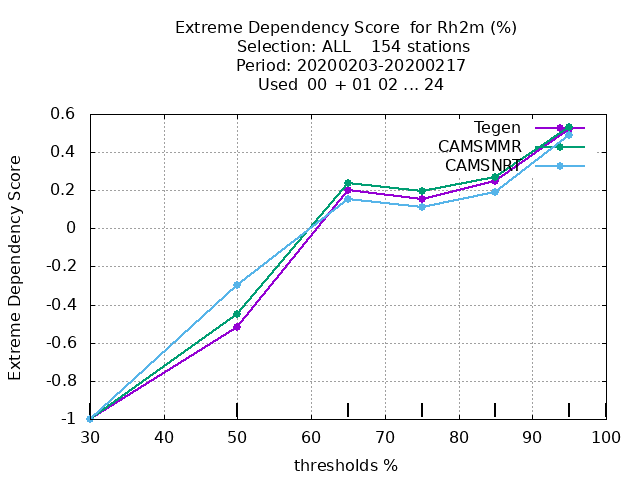 Extreme Dependency Score for Rh2m (%)
Selection: ALL 154 stations
Period: 20200203-20200217
Used 00 + 01 02 ... 24
Tegen
CAMSMMR
CAMSNRT
Extreme Dependency Score
0.6
0.4
0.2
0
-0.2
-0.4
-0.6
-0.8
-1
30 40 50 60 70 80 90 100
thresholds %